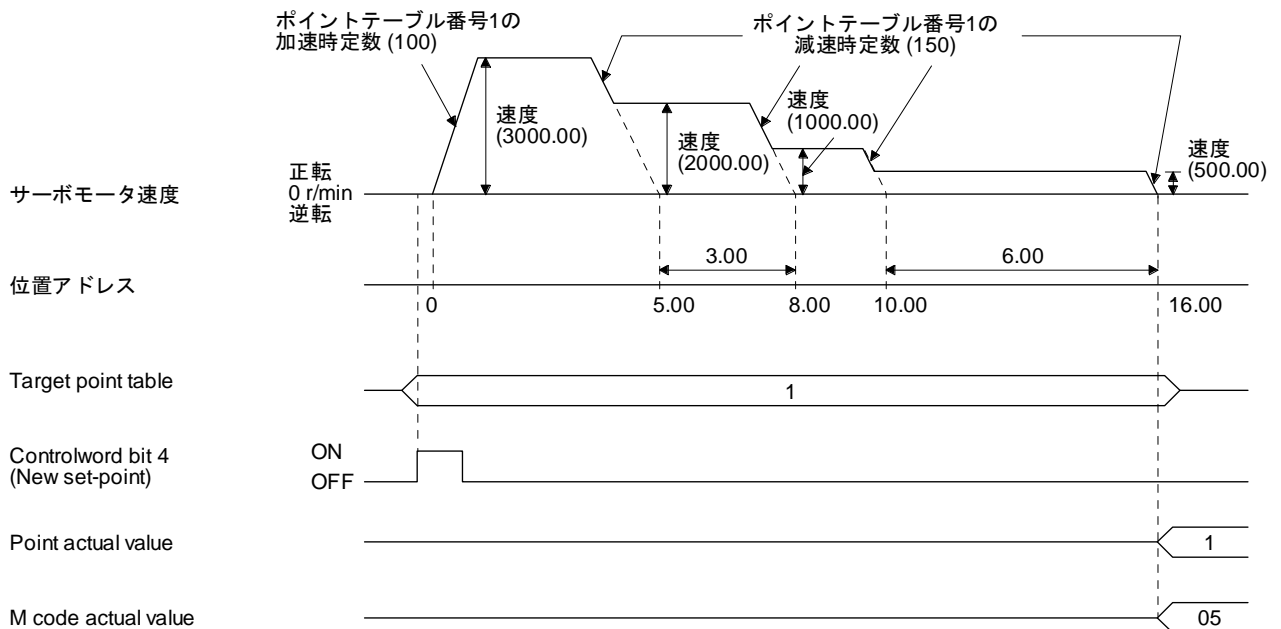 ポイントテーブル番号1の
加速時定数 (100)
ポイントテーブル番号1の
減速時定数 (150)
速度
(3000.00)
速度
(2000.00)
速度
(1000.00)
速度
(500.00)
サーボモータ速度
正転
0 r/min
逆転
3.00
6.00
位置アドレス
0
5.00
8.00
10.00
16.00
Target point table
1
Controlword bit 4
(New set-point)
ON
OFF
Point actual value
1
M code actual value
05